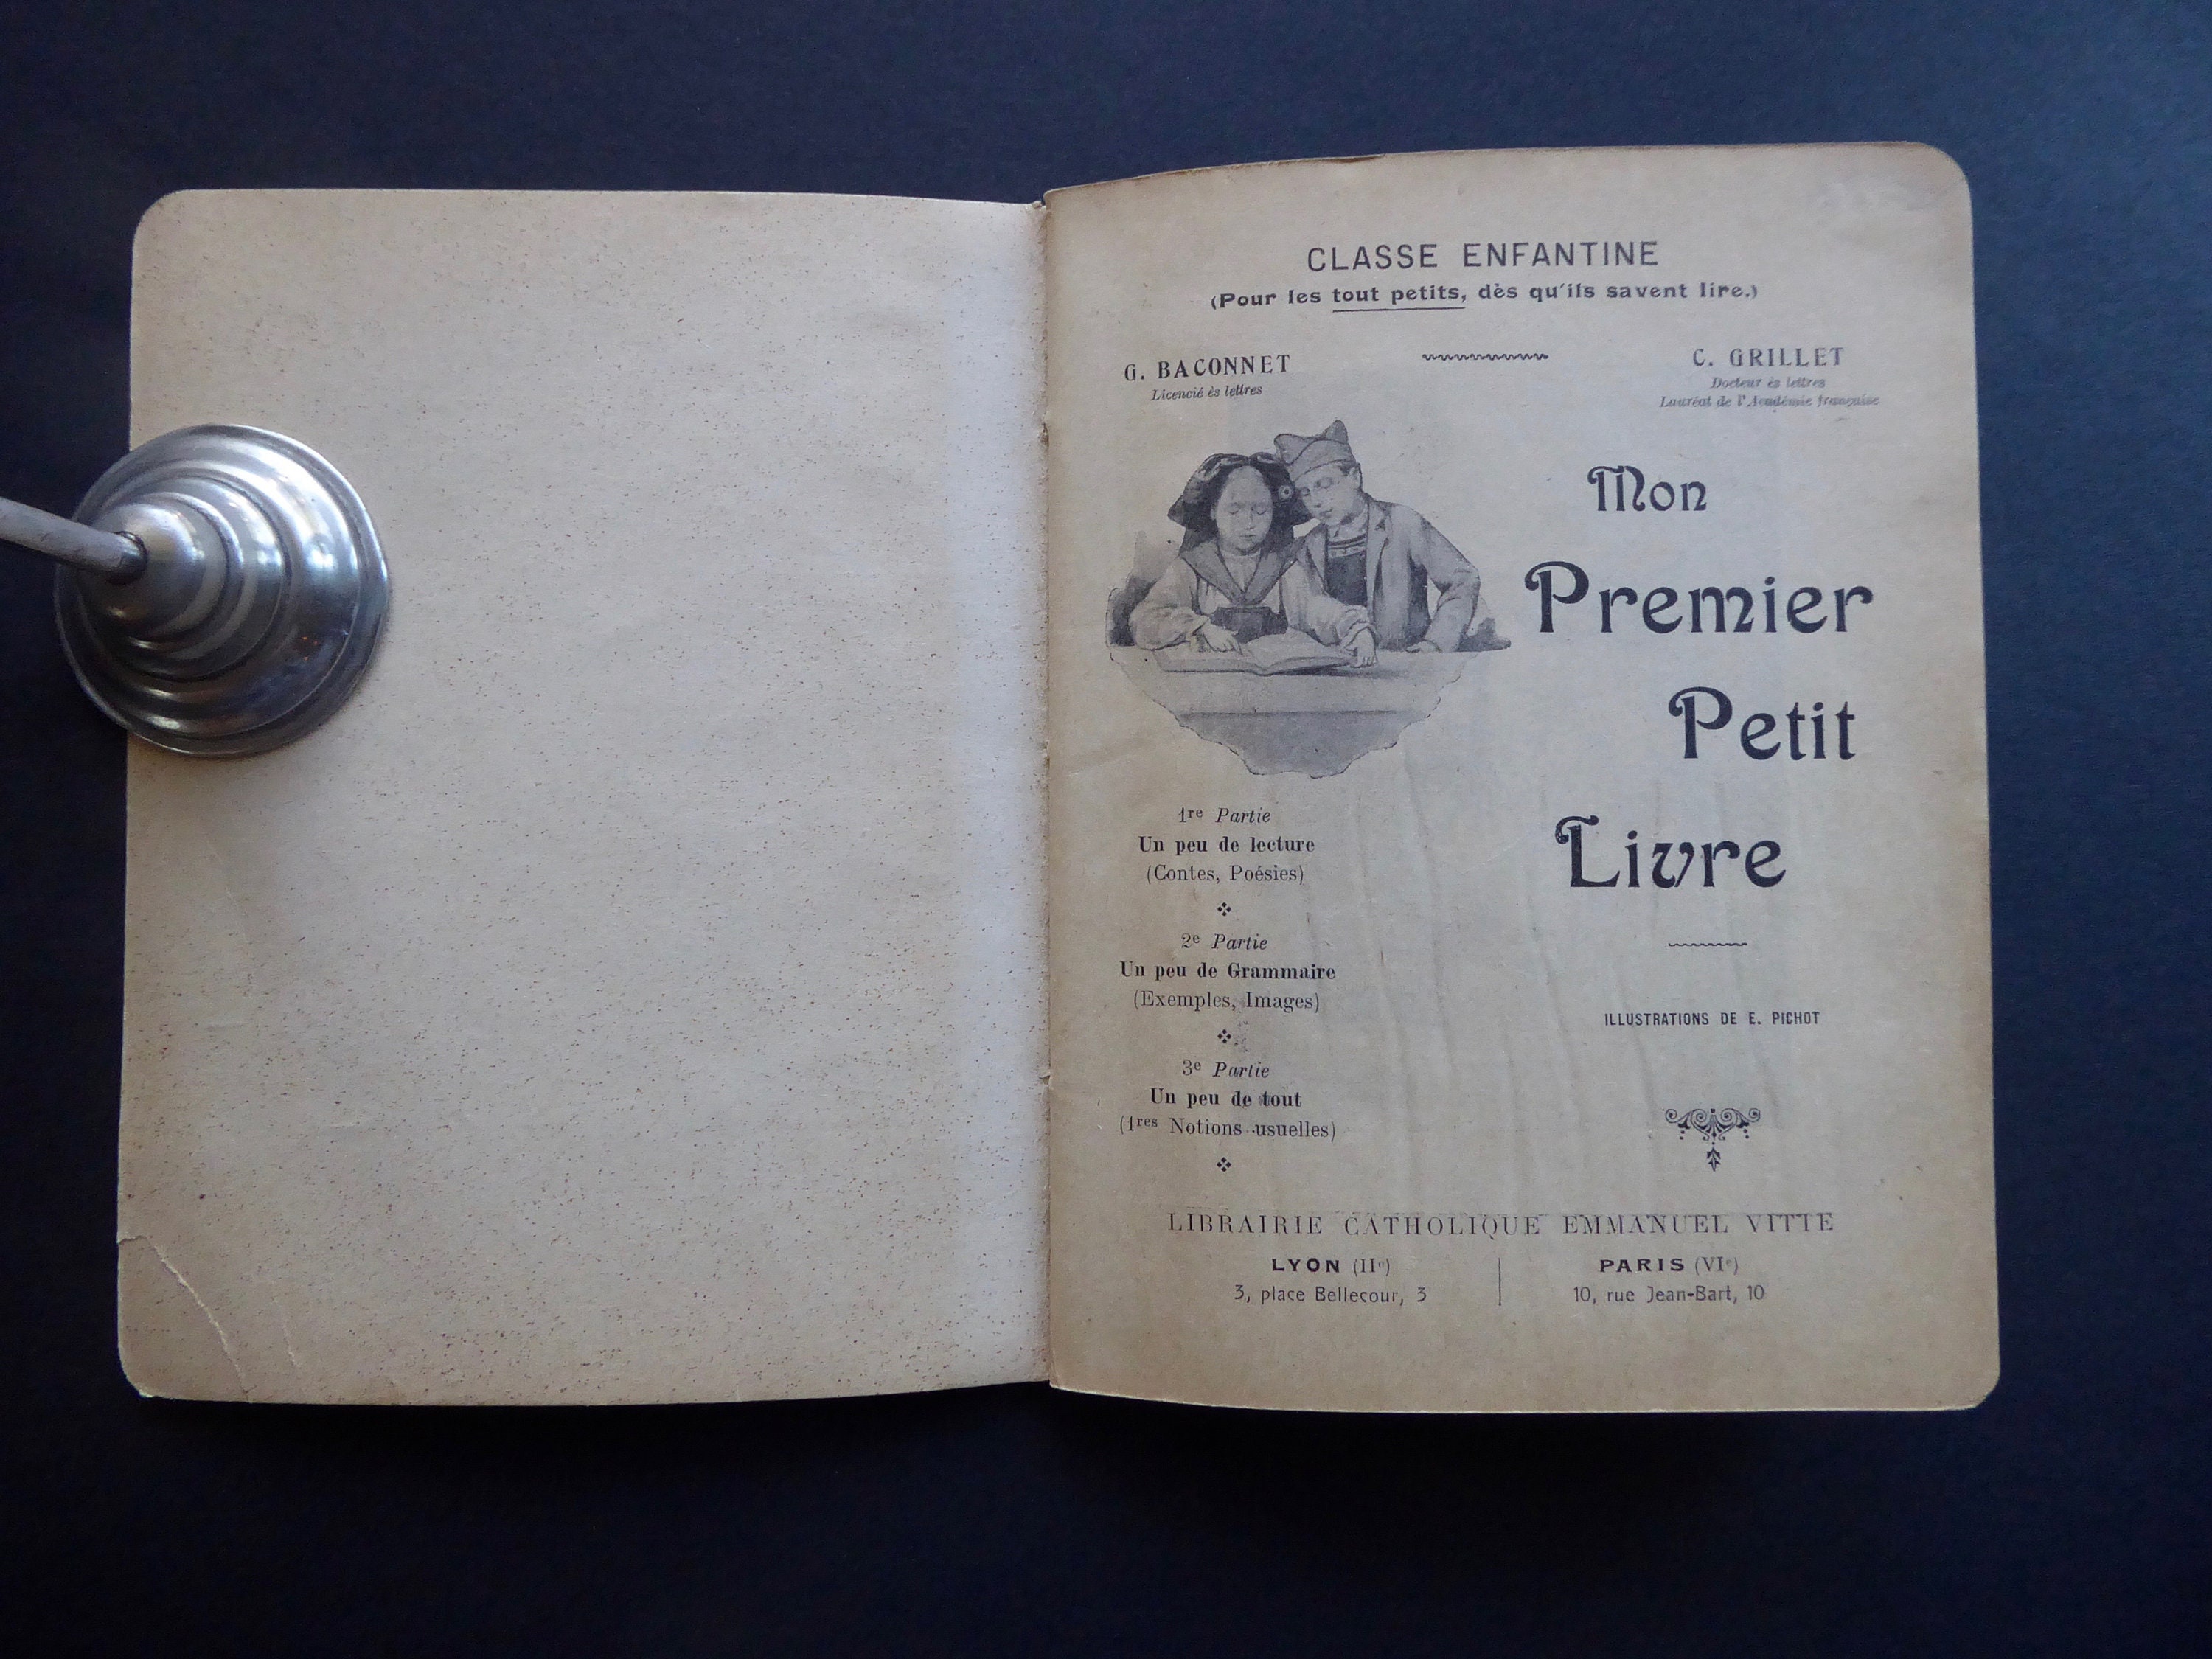 CLASSE ENFANTINE
(Pour les tout petits, dès qu'ils savent lire.)
G. BACONNET
Licencié ès lettres
C. GRILLET
Docteur ès lettres
Lauréat de l'Académie française
Mon
Premier
Petit
Livre
1re Partie
Un peu de lecture
(Contes, Poésies)
2e Partie
Un peu de Grammaire
(Exemples, Images)
3e Partie
Un peu de tout
(1res Notions usuelles)
ILLUSTRATIONS DE E. PICHOT
LIBRAIRIE CATHOLIQUE EMMANUEL VITTE
LYON (IIe)
3, place Bellecour, 3
PARIS (VIe)
10, rue Jean-Bart, 10